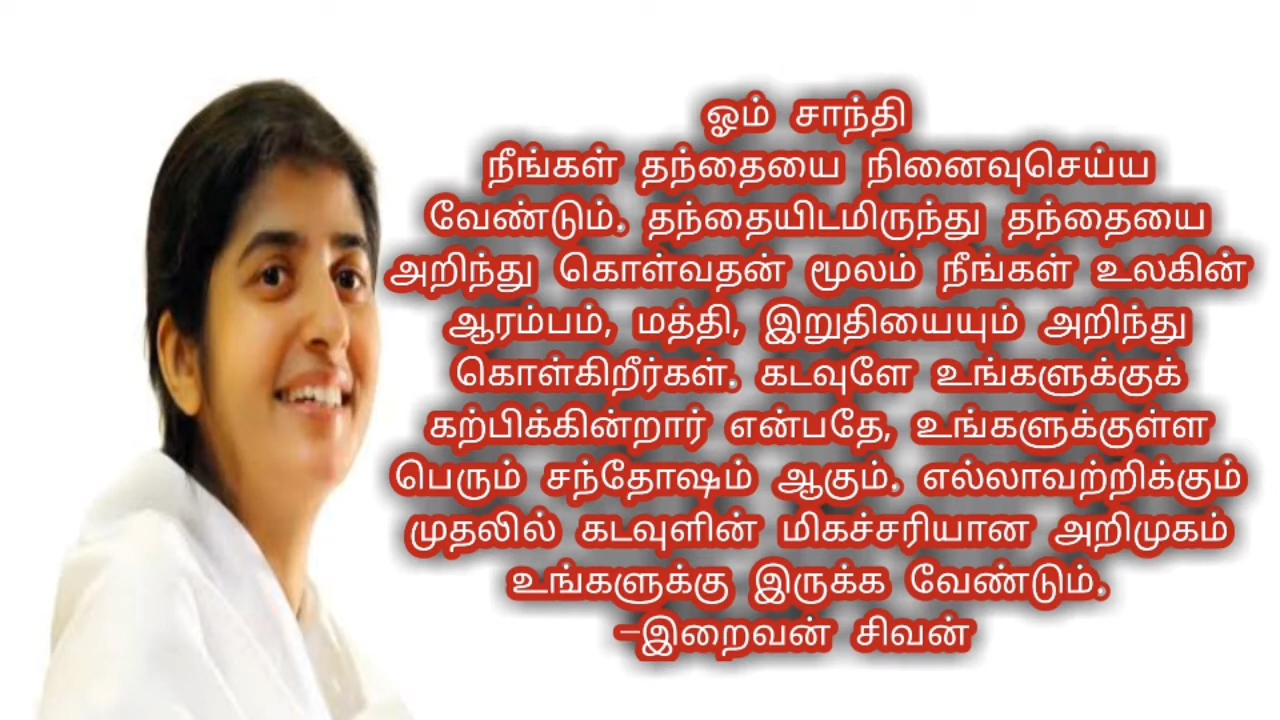 ஓம் சாந்தி
நீங்கள் தந்தையை நினைவுசெய்ய
வேண்டும். தந்தையிடமிருந்து தந்தையை
அறிந்து கொள்வதன் மூலம் நீங்கள் உலகின்
ஆரம்பம், மத்தி, இறுதியையும் அறிந்து
கொள்கிறீர்கள். கடவுளே உங்களுக்குக்
கற்பிக்கின்றார் என்பதே, உங்களுக்குள்ள
பெரும் சந்தோஷம் ஆகும். எல்லாவற்றிக்கும்
முதலில் கடவுளின் மிகச்சரியான அறிமுகம்
உங்களுக்கு இருக்க வேண்டும்.
-இறைவன் சிவன்